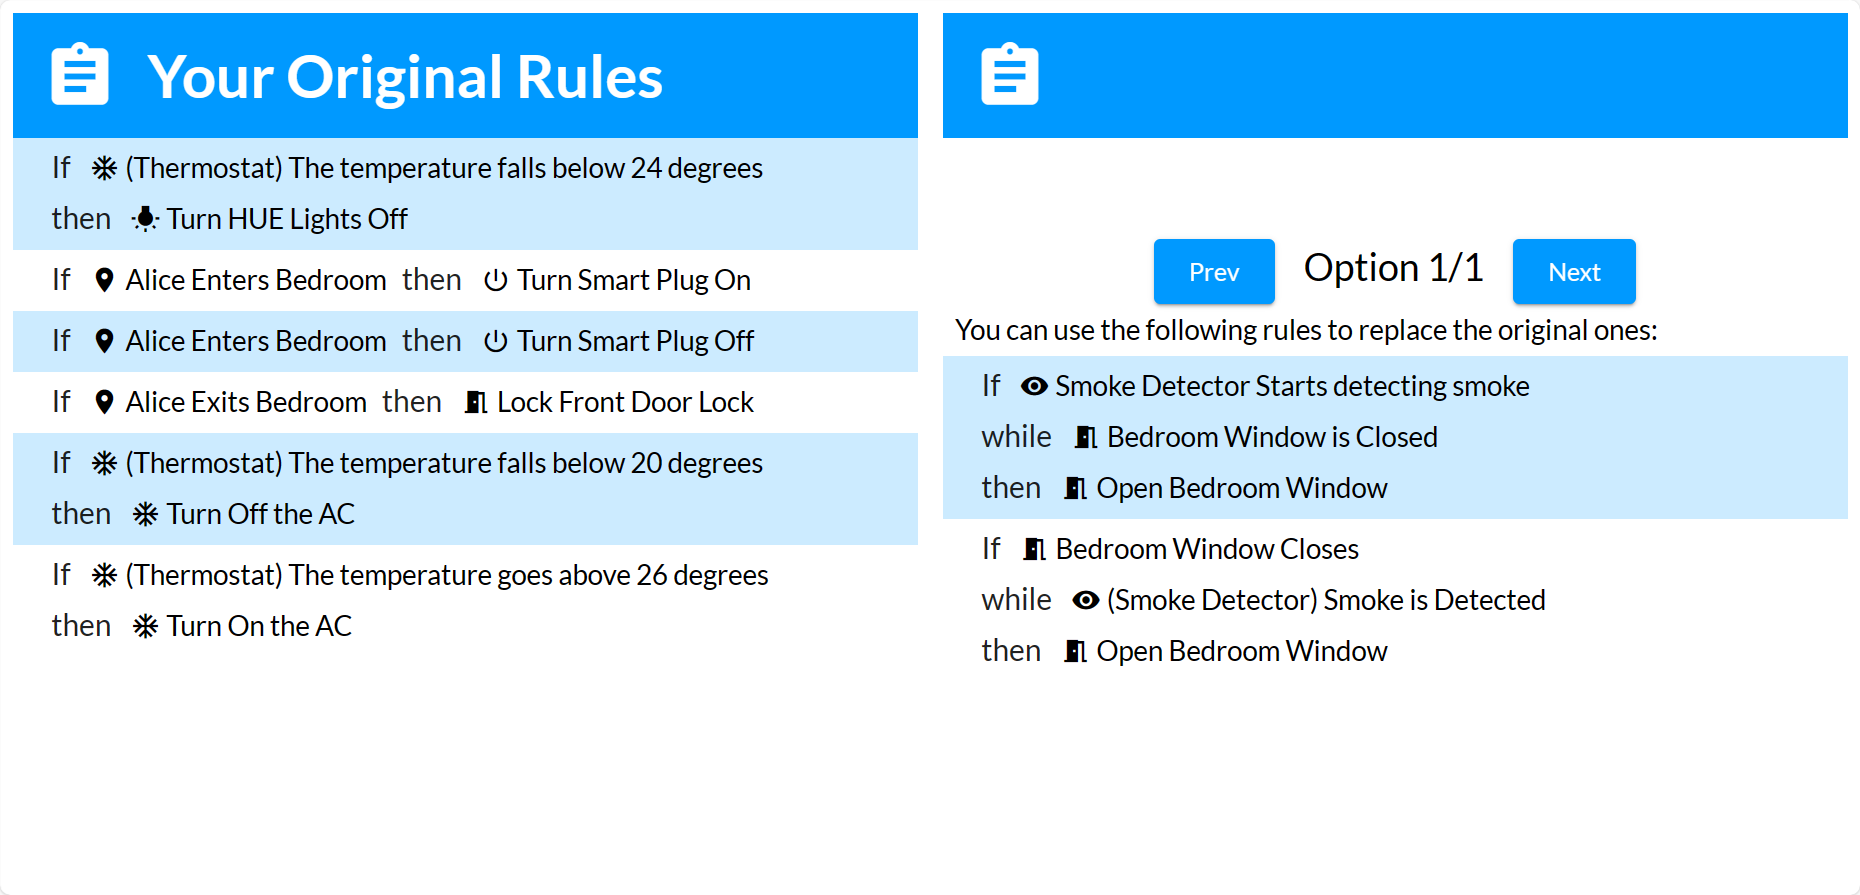 Your Original Rules
If (Thermostat) The temperature falls below 24 degrees
then Turn HUE Lights Off
If Alice Enters Bedroom then Turn Smart Plug On
If Alice Enters Bedroom then Turn Smart Plug Off
If Alice Exits Bedroom then Lock Front Door Lock
If (Thermostat) The temperature falls below 20 degrees
then Turn Off the AC
If (Thermostat) The temperature goes above 26 degrees
then Turn On the AC
Prev Option 1/1 Next
You can use the following rules to replace the original ones:
If Smoke Detector Starts detecting smoke
while Bedroom Window is Closed
then Open Bedroom Window
If Bedroom Window Closes
while (Smoke Detector) Smoke is Detected
then Open Bedroom Window